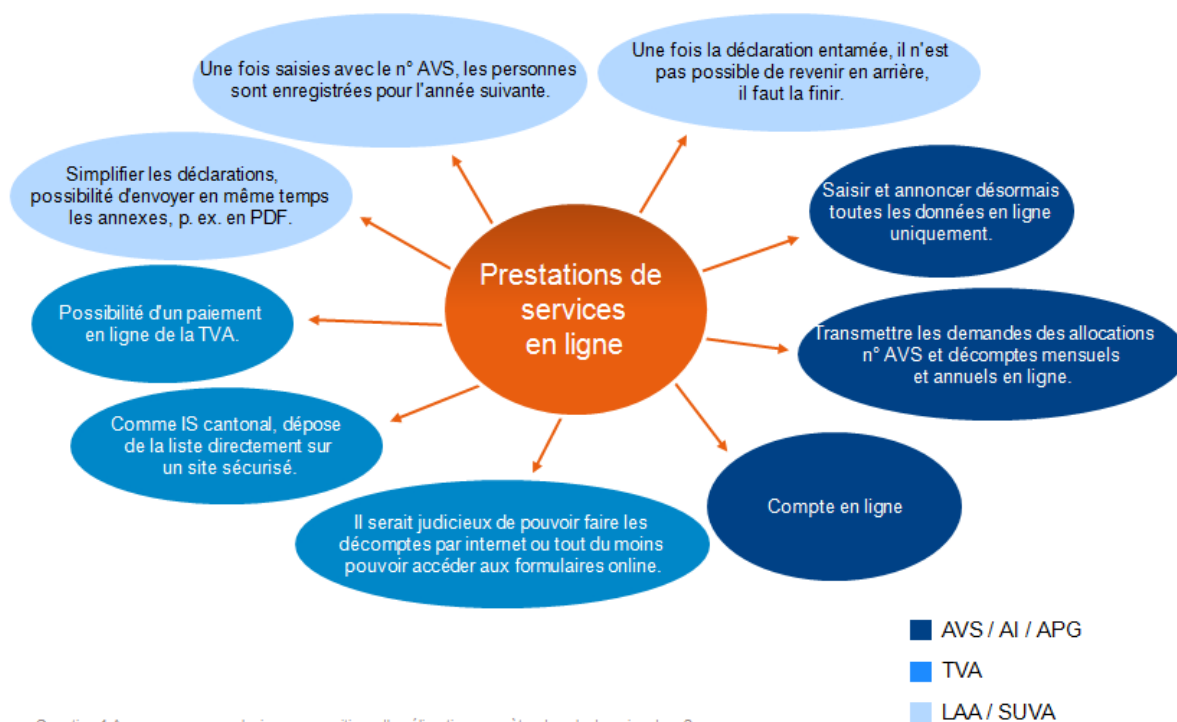 Une fois saisies avec le n° AVS, les personnes
sont enregistrées pour l'année suivante.
Une fois la déclaration entamée, il n'est
pas possible de revenir en arrière,
il faut la finir.
Simplifier les déclarations,
possibilité d'envoyer en même temps
les annexes, p. ex. en PDF.
Saisir et annoncer désormais
toutes les données en ligne
uniquement.
Prestations de
services
en ligne
Possibilité d'un paiement
en ligne de la TVA.
Transmettre les demandes des allocations
n° AVS et décomptes mensuels
et annuels en ligne.
Comme IS cantonal, dépose
de la liste directement sur
un site sécurisé.
Il serait judicieux de pouvoir faire les
décomptes par internet ou tout du moins
pouvoir accéder aux formulaires online.
Compte en ligne
AVS / AI / APG
TVA
LAA / SUVA